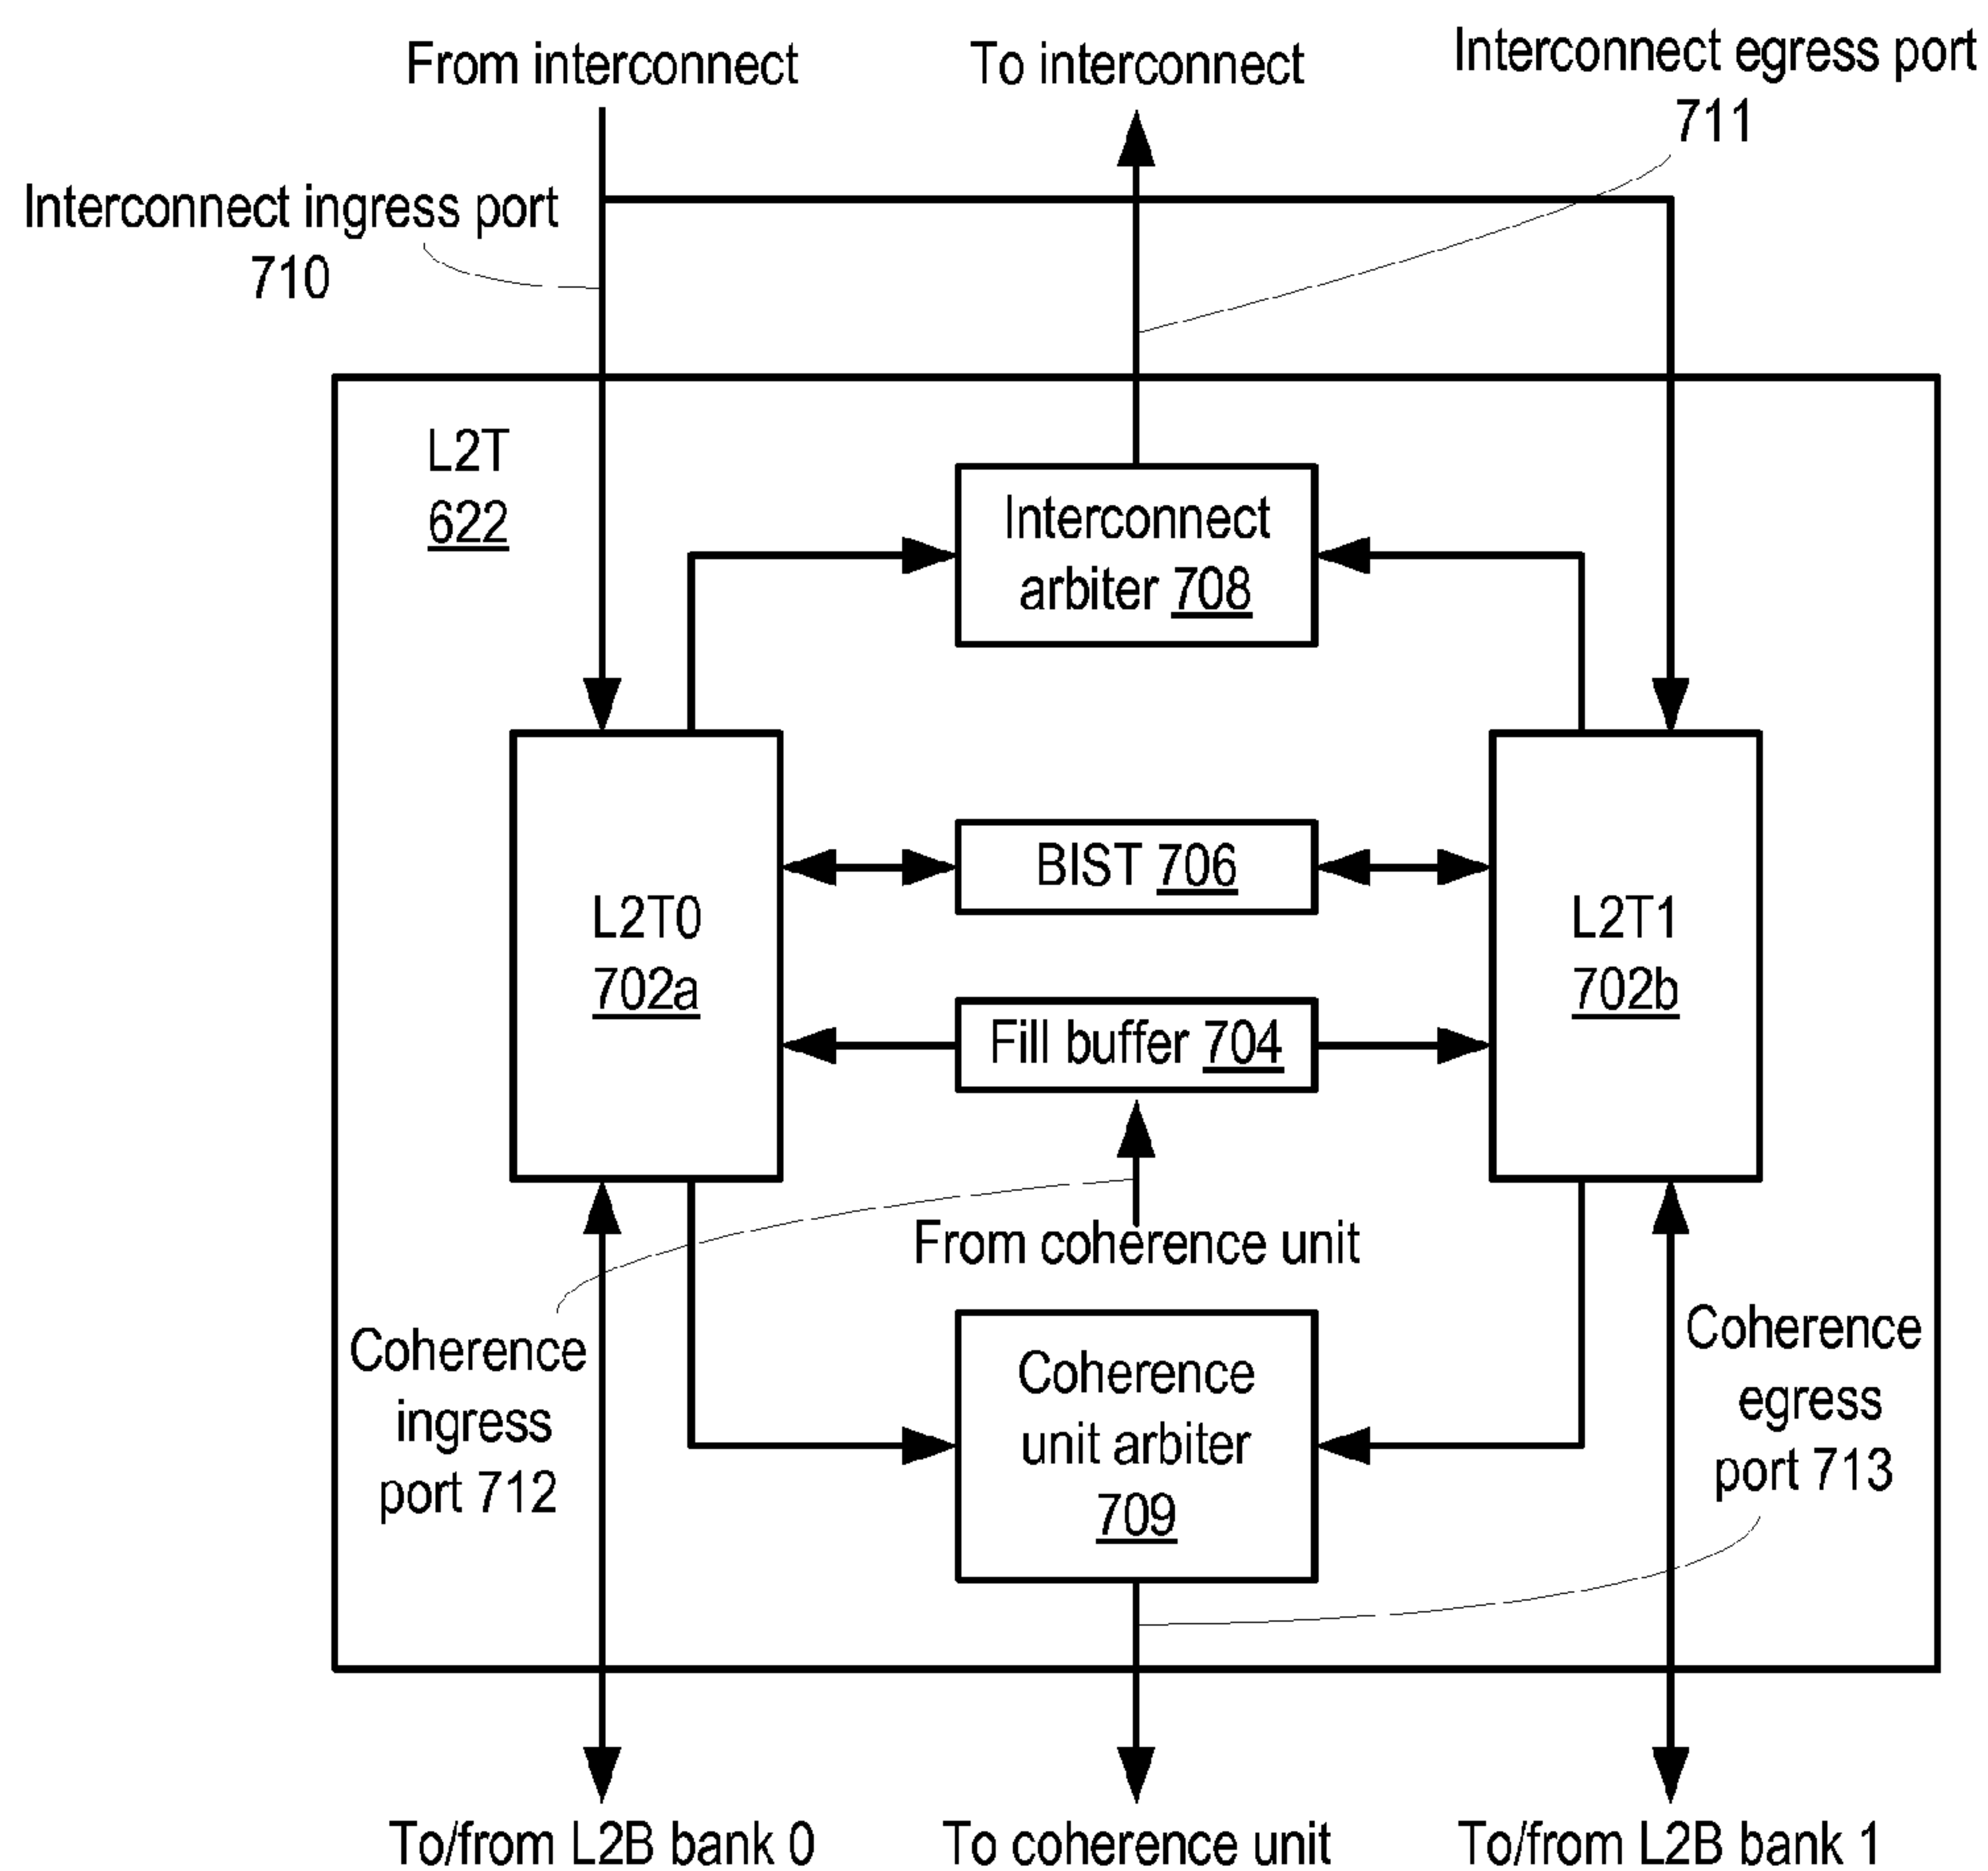 From interconnect
To interconnect
Interconnect egress port
711
Interconnect ingress port
710
L2T
622
Interconnect
arbiter 708
BIST 706
L2T0
702a
L2T1
702b
Fill buffer 704
From coherence unit
Coherence
ingress
port 712
Coherence
unit arbiter
709
Coherence
egress
port 713
To/from L2B bank 0
To coherence unit
To/from L2B bank 1